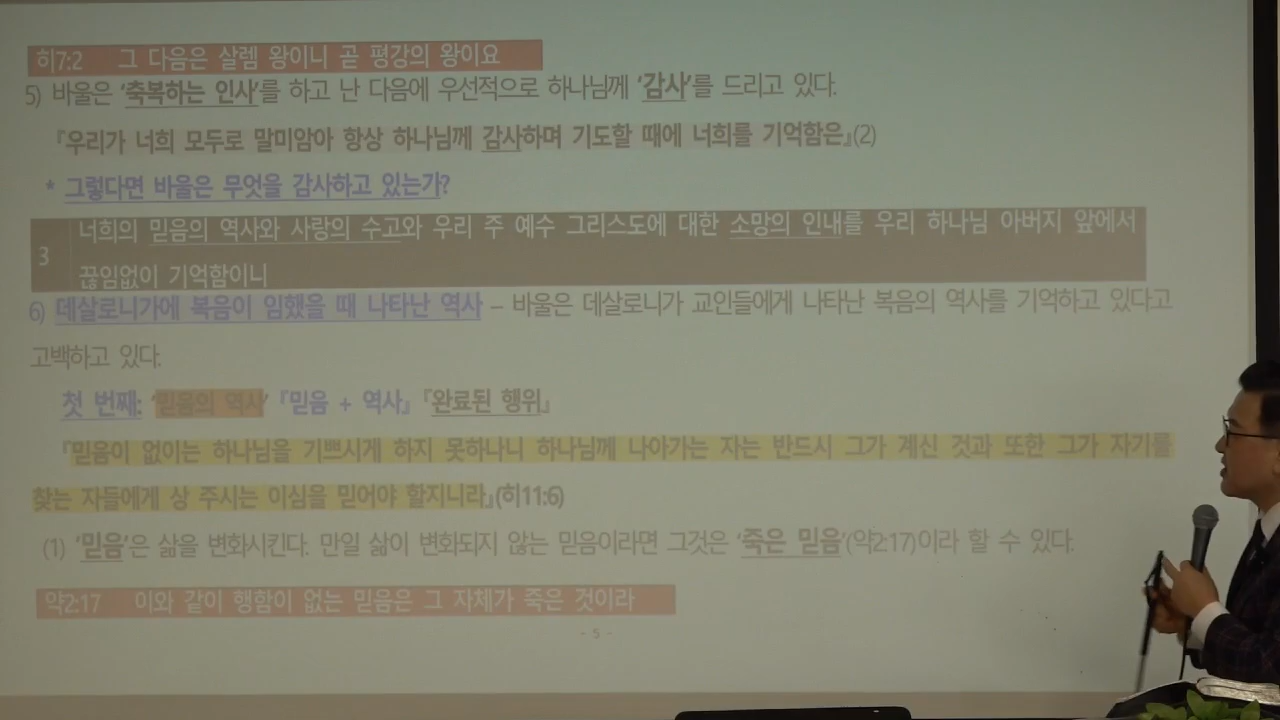 히7:2 그 다음은 살렘 왕이니 곧 평강의 왕이요
5) 바울은 ‘축복하는 인사’를 하고 난 다음에 우선적으로 하나님께 ‘감사’를 드리고 있다.
『우리가 너희 모두로 말미암아 항상 하나님께 감사하며 기도할 때에 너희를 기억함은』(2)
* 그렇다면 바울은 무엇을 감사하고 있는가?
3 너희의 믿음의 역사와 사랑의 수고와 우리 주 예수 그리스도에 대한 소망의 인내를 우리 하나님 아버지 앞에서
끊임없이 기억함이니
6) 데살로니가에 복음이 임했을 때 나타난 역사 – 바울은 데살로니가 교인들에게 나타난 복음의 역사를 기억하고 있다고
고백하고 있다.
첫 번째: ‘믿음의 역사’ 『믿음 + 역사』 『완료된 행위』
『믿음이 없이는 하나님을 기쁘시게 하지 못하나니 하나님께 나아가는 자는 반드시 그가 계신 것과 또한 그가 자기를
찾는 자들에게 상 주시는 이심을 믿어야 할지니라』(히11:6)
(1) ‘믿음’은 삶을 변화시킨다. 만일 삶이 변화되지 않는 믿음이라면 그것은 ‘죽은 믿음’(약2:17)이라 할 수 있다.
약2:17 이와 같이 행함이 없는 믿음은 그 자체가 죽은 것이라
- 5 -